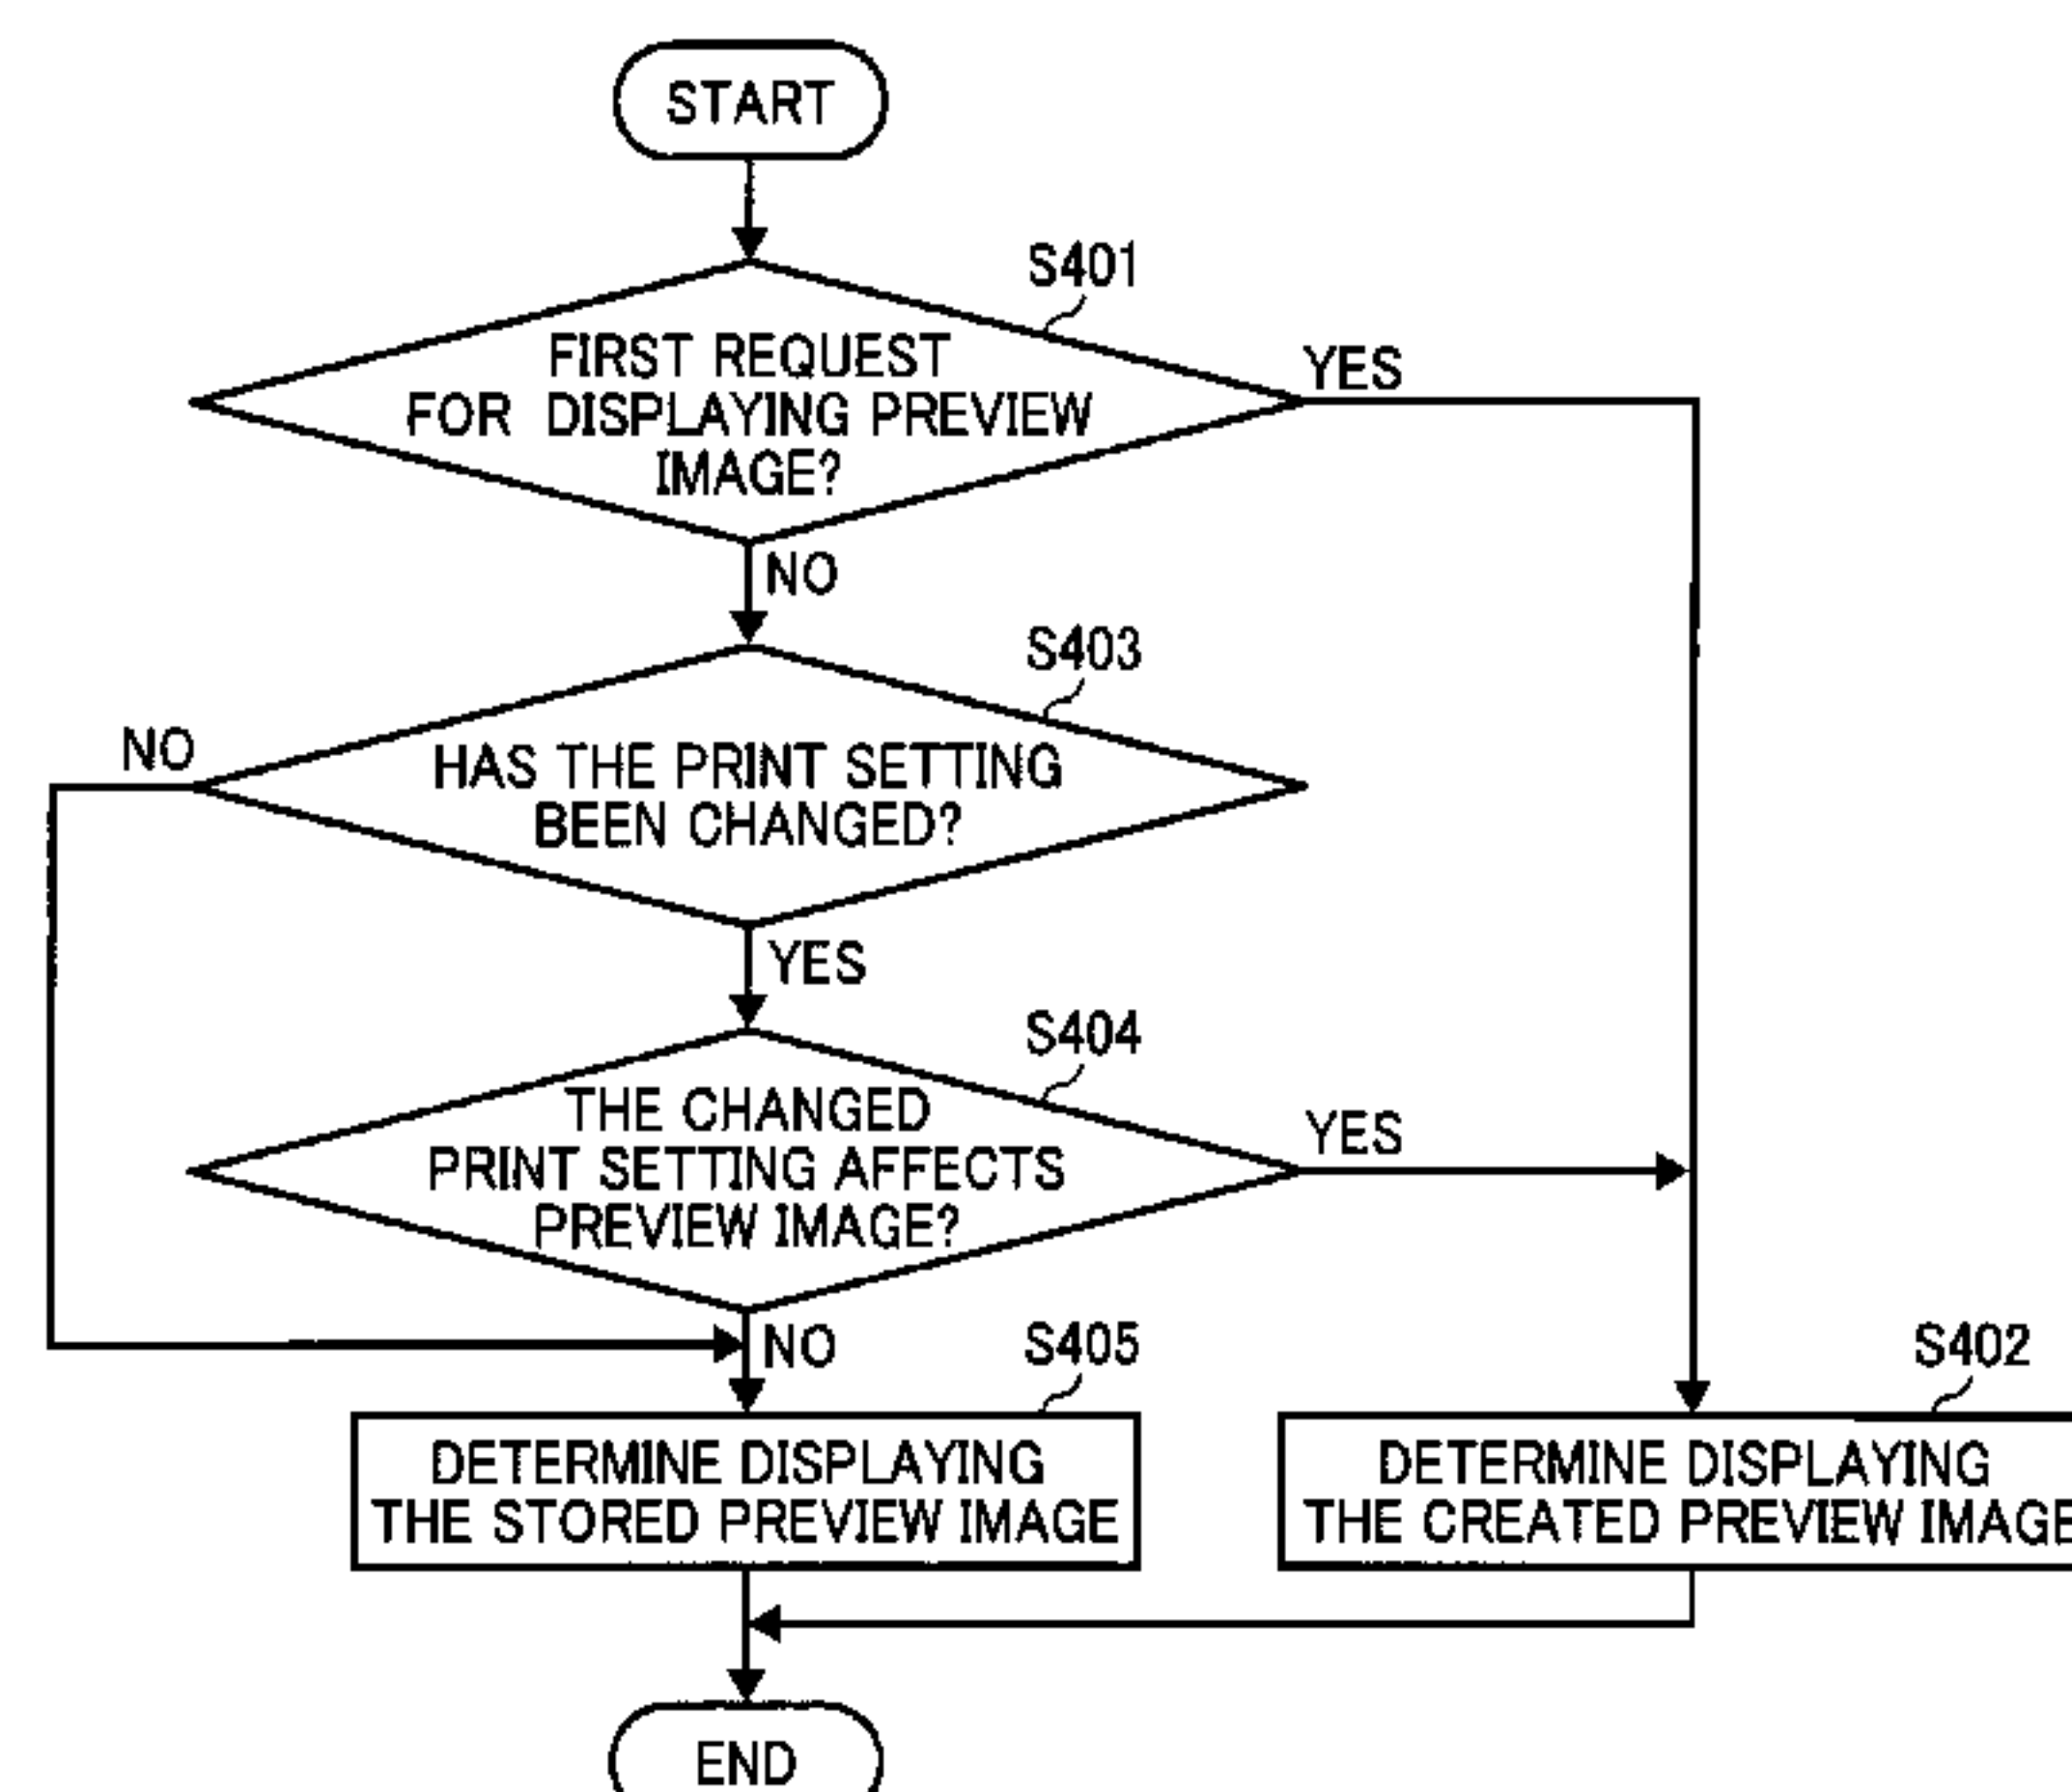 START
S401
FIRST REQUEST
FOR DISPLAYING PREVIEW
IMAGE?
YES
NO
S403
HAS THE PRINT SETTING
BEEN CHANGED?
NO
YES
S404
THE CHANGED
PRINT SETTING AFFECTS
PREVIEW IMAGE?
YES
NO
S405
DETERMINE DISPLAYING
THE STORED PREVIEW IMAGE
S402
DETERMINE DISPLAYING
THE CREATED PREVIEW IMAGE
END